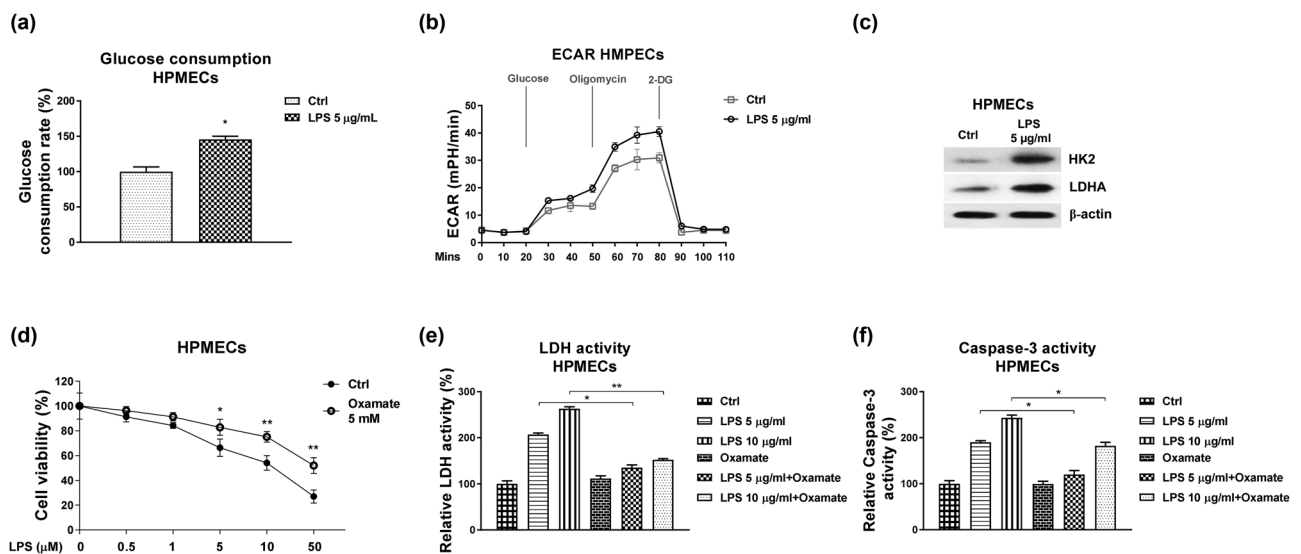 (a)
Glucose consumption
HPMECs
Glucose
consumption rate (%)
200
150
100
50
0
*
Ctrl
LPS 5 μg/mL
(b)
ECAR HMPECs
Glucose
Oligomycin
2-DG
ECAR (mPH/min)
50
40
30
20
10
0
Mins
0 10 20 30 40 50 60 70 80 90 100 110
Ctrl
LPS 5 μg/ml
(c)
HPMECs
Ctrl
LPS
5 μg/ml
HK2
LDHA
β-actin
(d)
HPMECs
Cell viability (%)
120
100
80
60
40
20
0
* ** **
LPS (μM) 0 0.5 1 5 10 50
Ctrl
Oxamate
5 mM
(e)
LDH activity
HPMECs
Relative LDH activity (%)
300
200
100
0
**
*
Ctrl
LPS 5 μg/ml
LPS 10 μg/ml
Oxamate
LPS 5 μg/ml+Oxamate
LPS 10 μg/ml+Oxamate
(f)
Caspase-3 activity
HPMECs
Relative Caspase-3
activity (%)
300
200
100
0
*
*
Ctrl
LPS 5 μg/ml
LPS 10 μg/ml
Oxamate
LPS 5 μg/ml+Oxamate
LPS 10 μg/ml+Oxamate